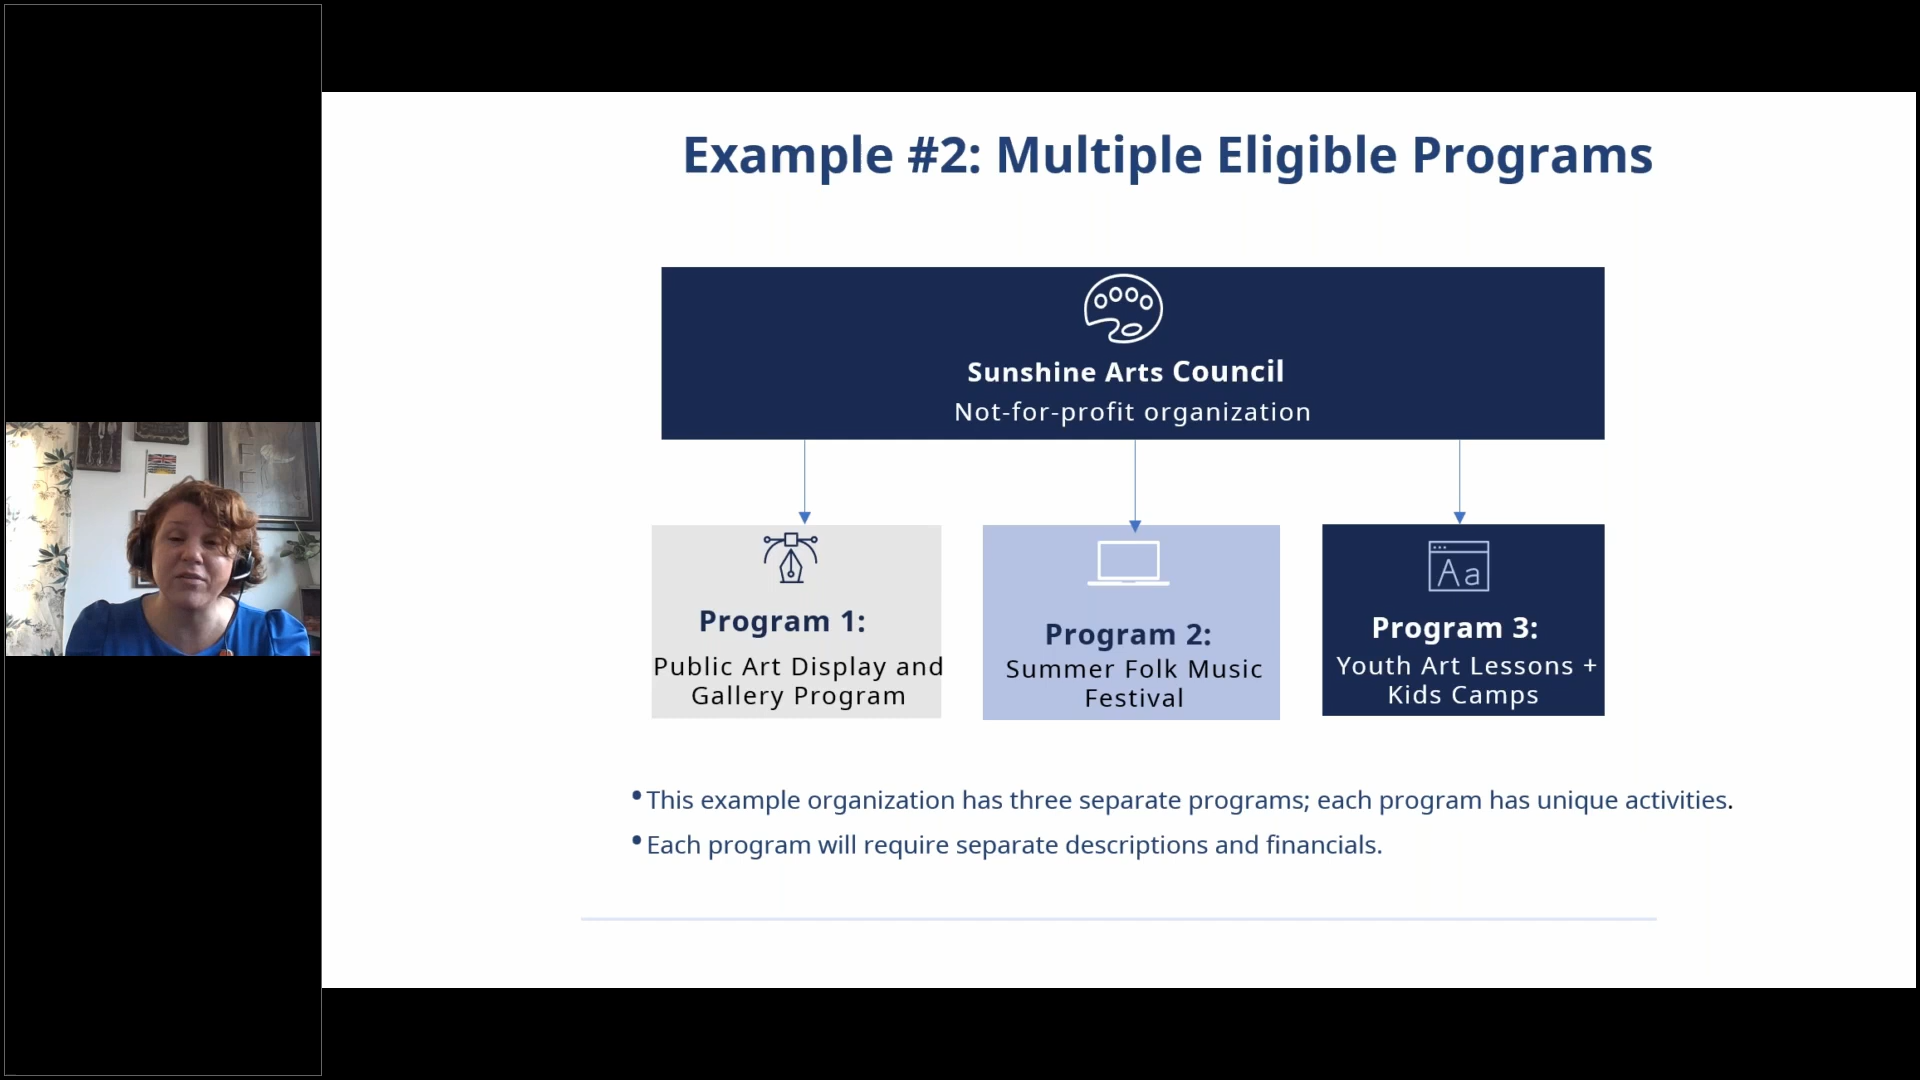 Example #2: Multiple Eligible Programs
Sunshine Arts Council
Not-for-profit organization
Program 1:
Public Art Display and
Gallery Program
Program 2:
Summer Folk Music
Festival
Aa
Program 3:
Youth Art Lessons +
Kids Camps
•This example organization has three separate programs; each program has unique activities.
•Each program will require separate descriptions and financials.